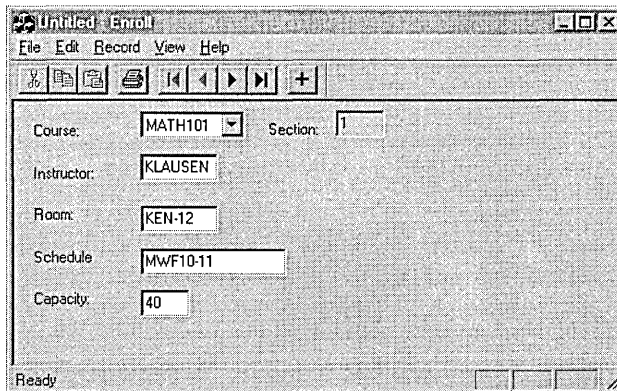 Untitled - Enroll
File Edit Record View Help
Course: MATH101 Section: 1
Instructor: KLAUSEN
Room: KEN-12
Schedule MWF10-11
Capacity: 40
Ready